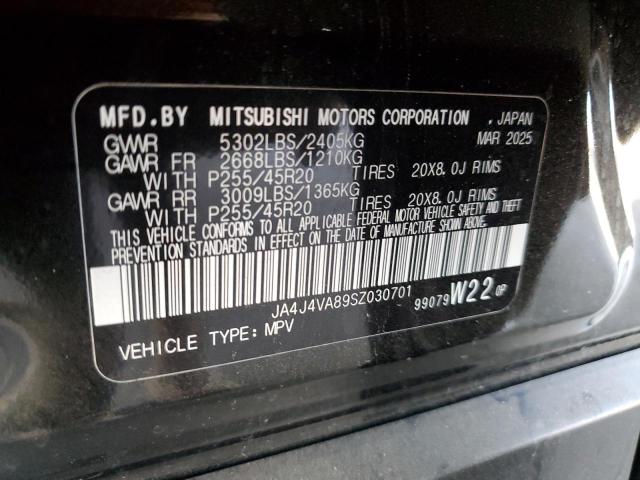 MFD.BY MITSUBISHI MOTORS CORPORATION , JAPAN
GVWR 5302LBS/2405KG MAR 2025
GAWR FR 2668LBS/1210KG
WITH P255/45R20 TIRES 20X8.0J RIMS
GAWR RR 3009LBS/1365KG
WITH P255/45R20 TIRES 20X8.0J RIMS
THIS VEHICLE CONFORMS TO ALL APPLICABLE FEDERAL MOTOR VEHICLE SAFETY AND THEFT
PREVENTION STANDARDS IN EFFECT ON THE DATE OF MANUFACTURE SHOWN ABOVE.
JA4J4VA89SZ030701
99079 W22 0P
VEHICLE TYPE: MPV